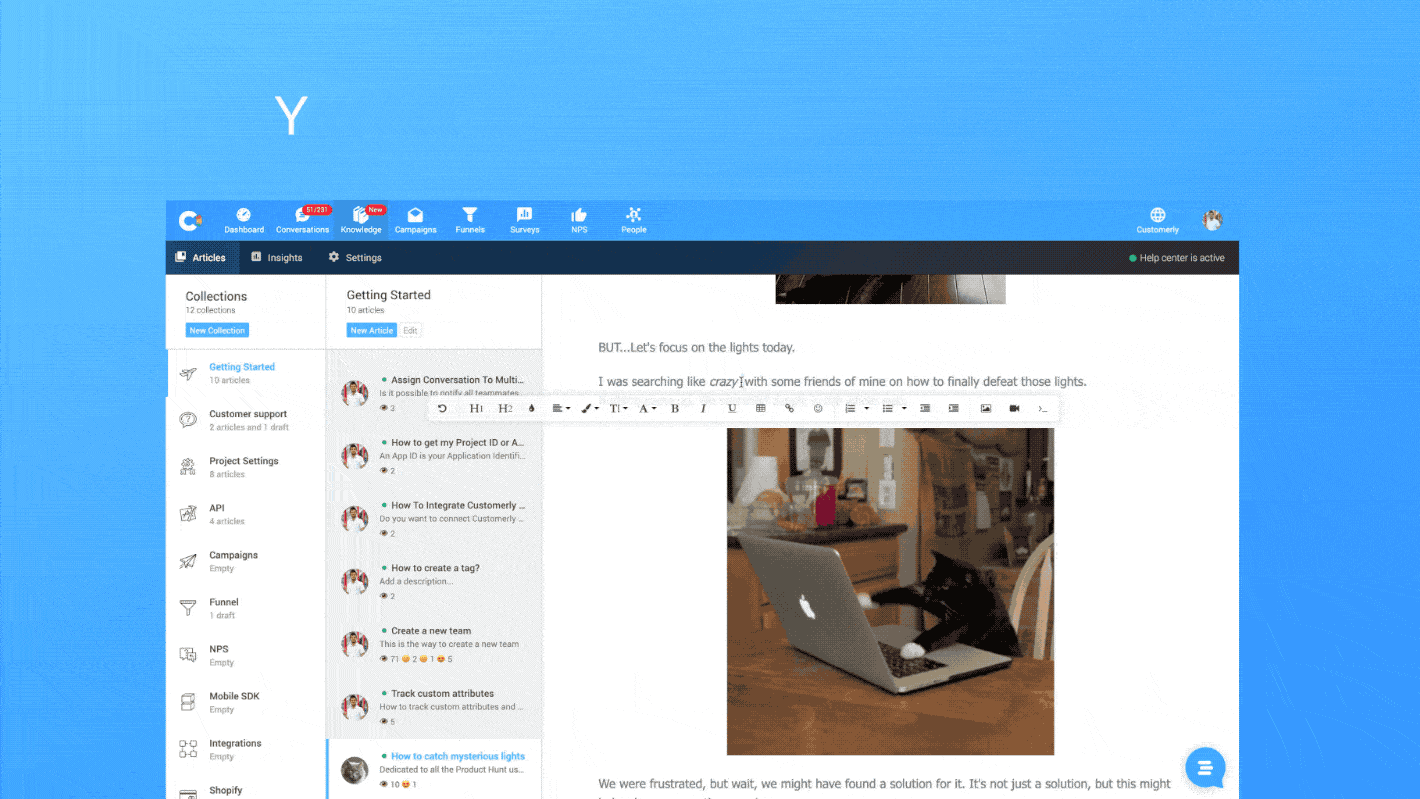 Y
51/231
New
Dashboard
Conversations
Knowledge
Campaigns
Funnels
Surveys
NPS
People
Customerly
Articles
Insights
Settings
Help center is active
Collections
12 collections
New Collection
Getting Started
10 articles
Customer support
2 articles and 1 draft
Project Settings
8 articles
API
4 articles
Campaigns
Empty
Funnel
1 draft
NPS
Empty
Mobile SDK
Empty
Integrations
Empty
Shopify
Getting Started
10 articles
New Article
Edit
Assign Conversation To Multi...
Is it possible to notify all teammates
2
How to get my Project ID or A...
An App ID is your Application Identifi...
2
How To Integrate Customerly ...
Do you want to connect Customerly ...
2
How to create a tag?
Add a description...
2
Create a new team
This is the way to create a new team
71 2 1 5
Track custom attributes
How to track custom attributes and ...
5
How to catch mysterious lights
Dedicated to all the Product Hunt us...
10 1
BUT...Let's focus on the lights today.
I was searching like crazy with some friends of mine on how to finally defeat those lights.
H1 H2 T A B I U
We were frustrated, but wait, we might have found a solution for it. It's not just a solution, but this might